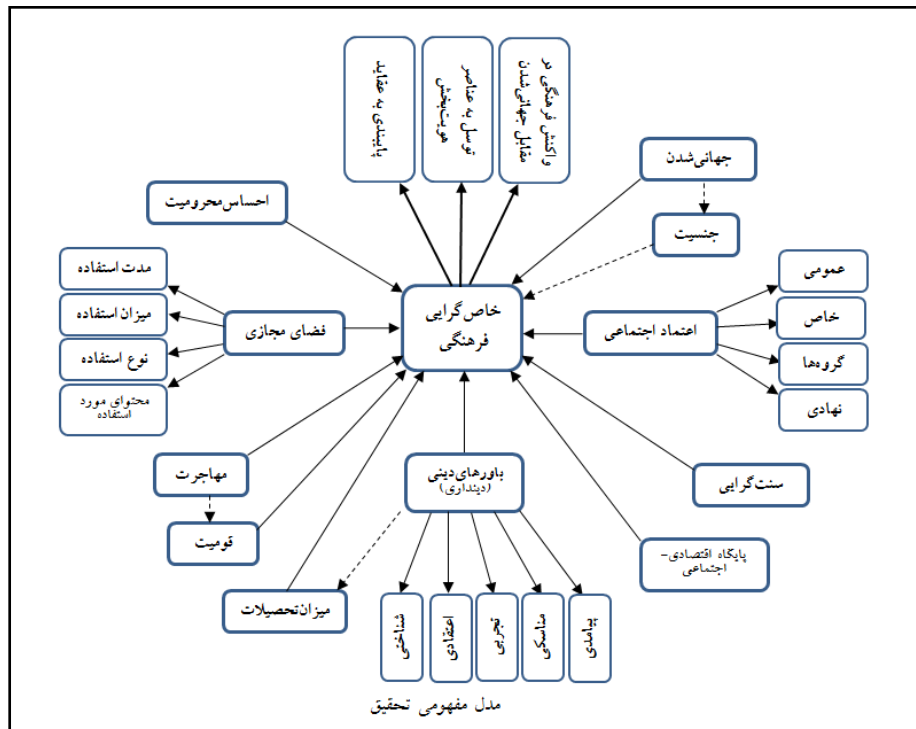 واکنش فرهنگی در
مقابل جهانی‌شدن
توسل به عناصر
هویت‌بخش
پایبندی به عقاید
جهانی‌شدن
جنسیت
احساس‌محرومیت
خاص‌گرایی
فرهنگی
اعتماد اجتماعی
عمومی
خاص
گروه‌ها
نهادی
فضای مجازی
مدت استفاده
میزان استفاده
نوع استفاده
محتوای مورد
استفاده
مهاجرت
قومیت
باورهای‌دینی
(دینداری)
سنت‌گرایی
پایگاه اقتصادی-
اجتماعی
میزان‌تحصیلات
پیامدی
مناسکی
تجربی
اعتقادی
شناختی
مدل مفهومی تحقیق